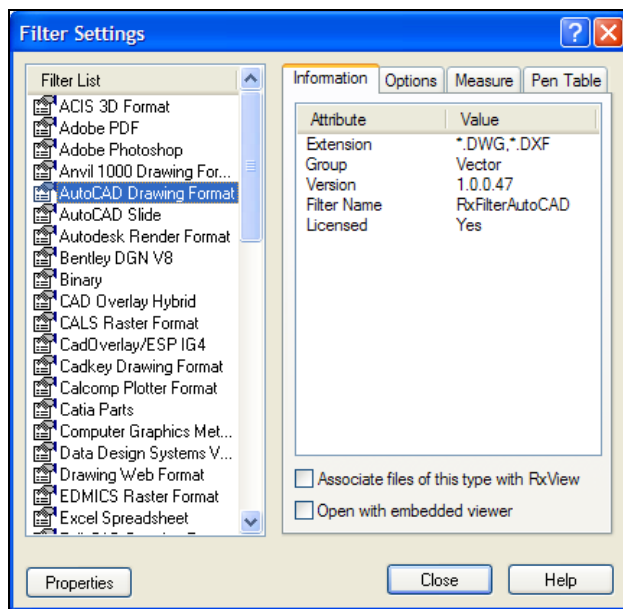 Filter Settings
Filter List
ACIS 3D Format
Adobe PDF
Adobe Photoshop
Anvil 1000 Drawing For...
AutoCAD Drawing Format
AutoCAD Slide
Autodesk Render Format
Bentley DGN V8
Binary
CAD Overlay Hybrid
CALS Raster Format
CadOverlay/ESP IG4
Cadkey Drawing Format
Calcomp Plotter Format
Catia Parts
Computer Graphics Met...
Data Design Systems V...
Drawing Web Format
EDMICS Raster Format
Excel Spreadsheet
Information Options Measure Pen Table
Attribute Value
Extension *.DWG,*.DXF
Group Vector
Version 1.0.0.47
Filter Name RxFilterAutoCAD
Licensed Yes
Associate files of this type with RxView
Open with embedded viewer
Properties Close Help